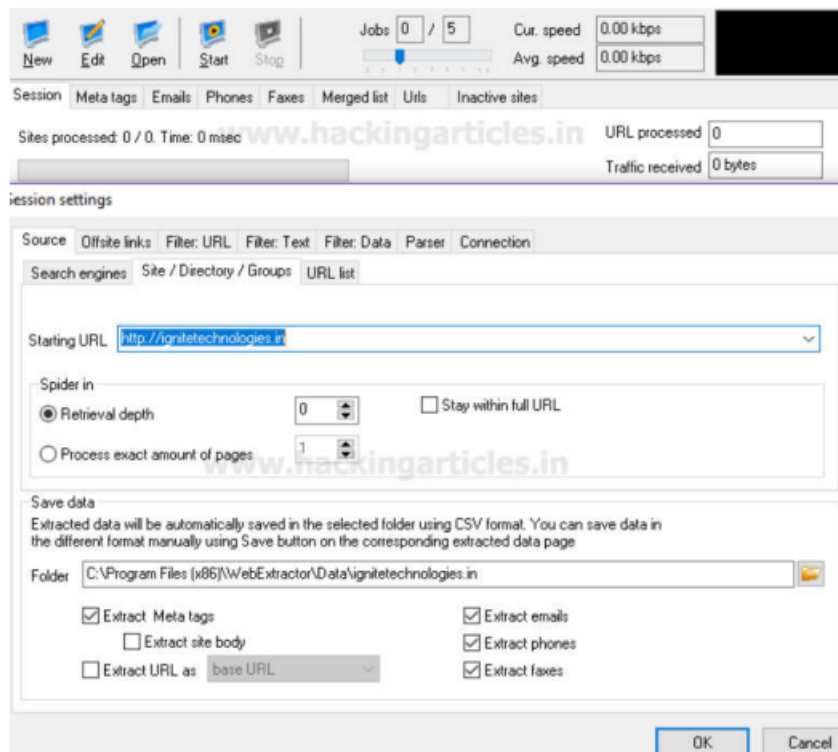 Jobs 0 / 5 Cur. speed 0.00 kbps
New Edit Open Start Stop Avg. speed 0.00 kbps
Session Meta tags Emails Phones Faxes Merged list Urls Inactive sites
www.hackingarticles.in
Sites processed: 0 / 0. Time: 0 msec URL processed 0
Traffic received 0 bytes
Session settings
Source Offsite links Filter: URL Filter: Text Filter: Data Parser Connection
Search engines Site / Directory / Groups URL list
Starting URL http://ignitetechnologies.in
Spider in
Retrieval depth 0 Stay within full URL
Process exact amount of pages 1
www.hackingarticles.in
Save data
Extracted data will be automatically saved in the selected folder using CSV format. You can save data in
the different format manually using Save button on the corresponding extracted data page
Folder C:\Program Files (x86)\WebExtractor\Data\ignitetechnologies.in
Extract Meta tags Extract emails
Extract site body Extract phones
Extract URL as base URL Extract faxes
OK Cancel